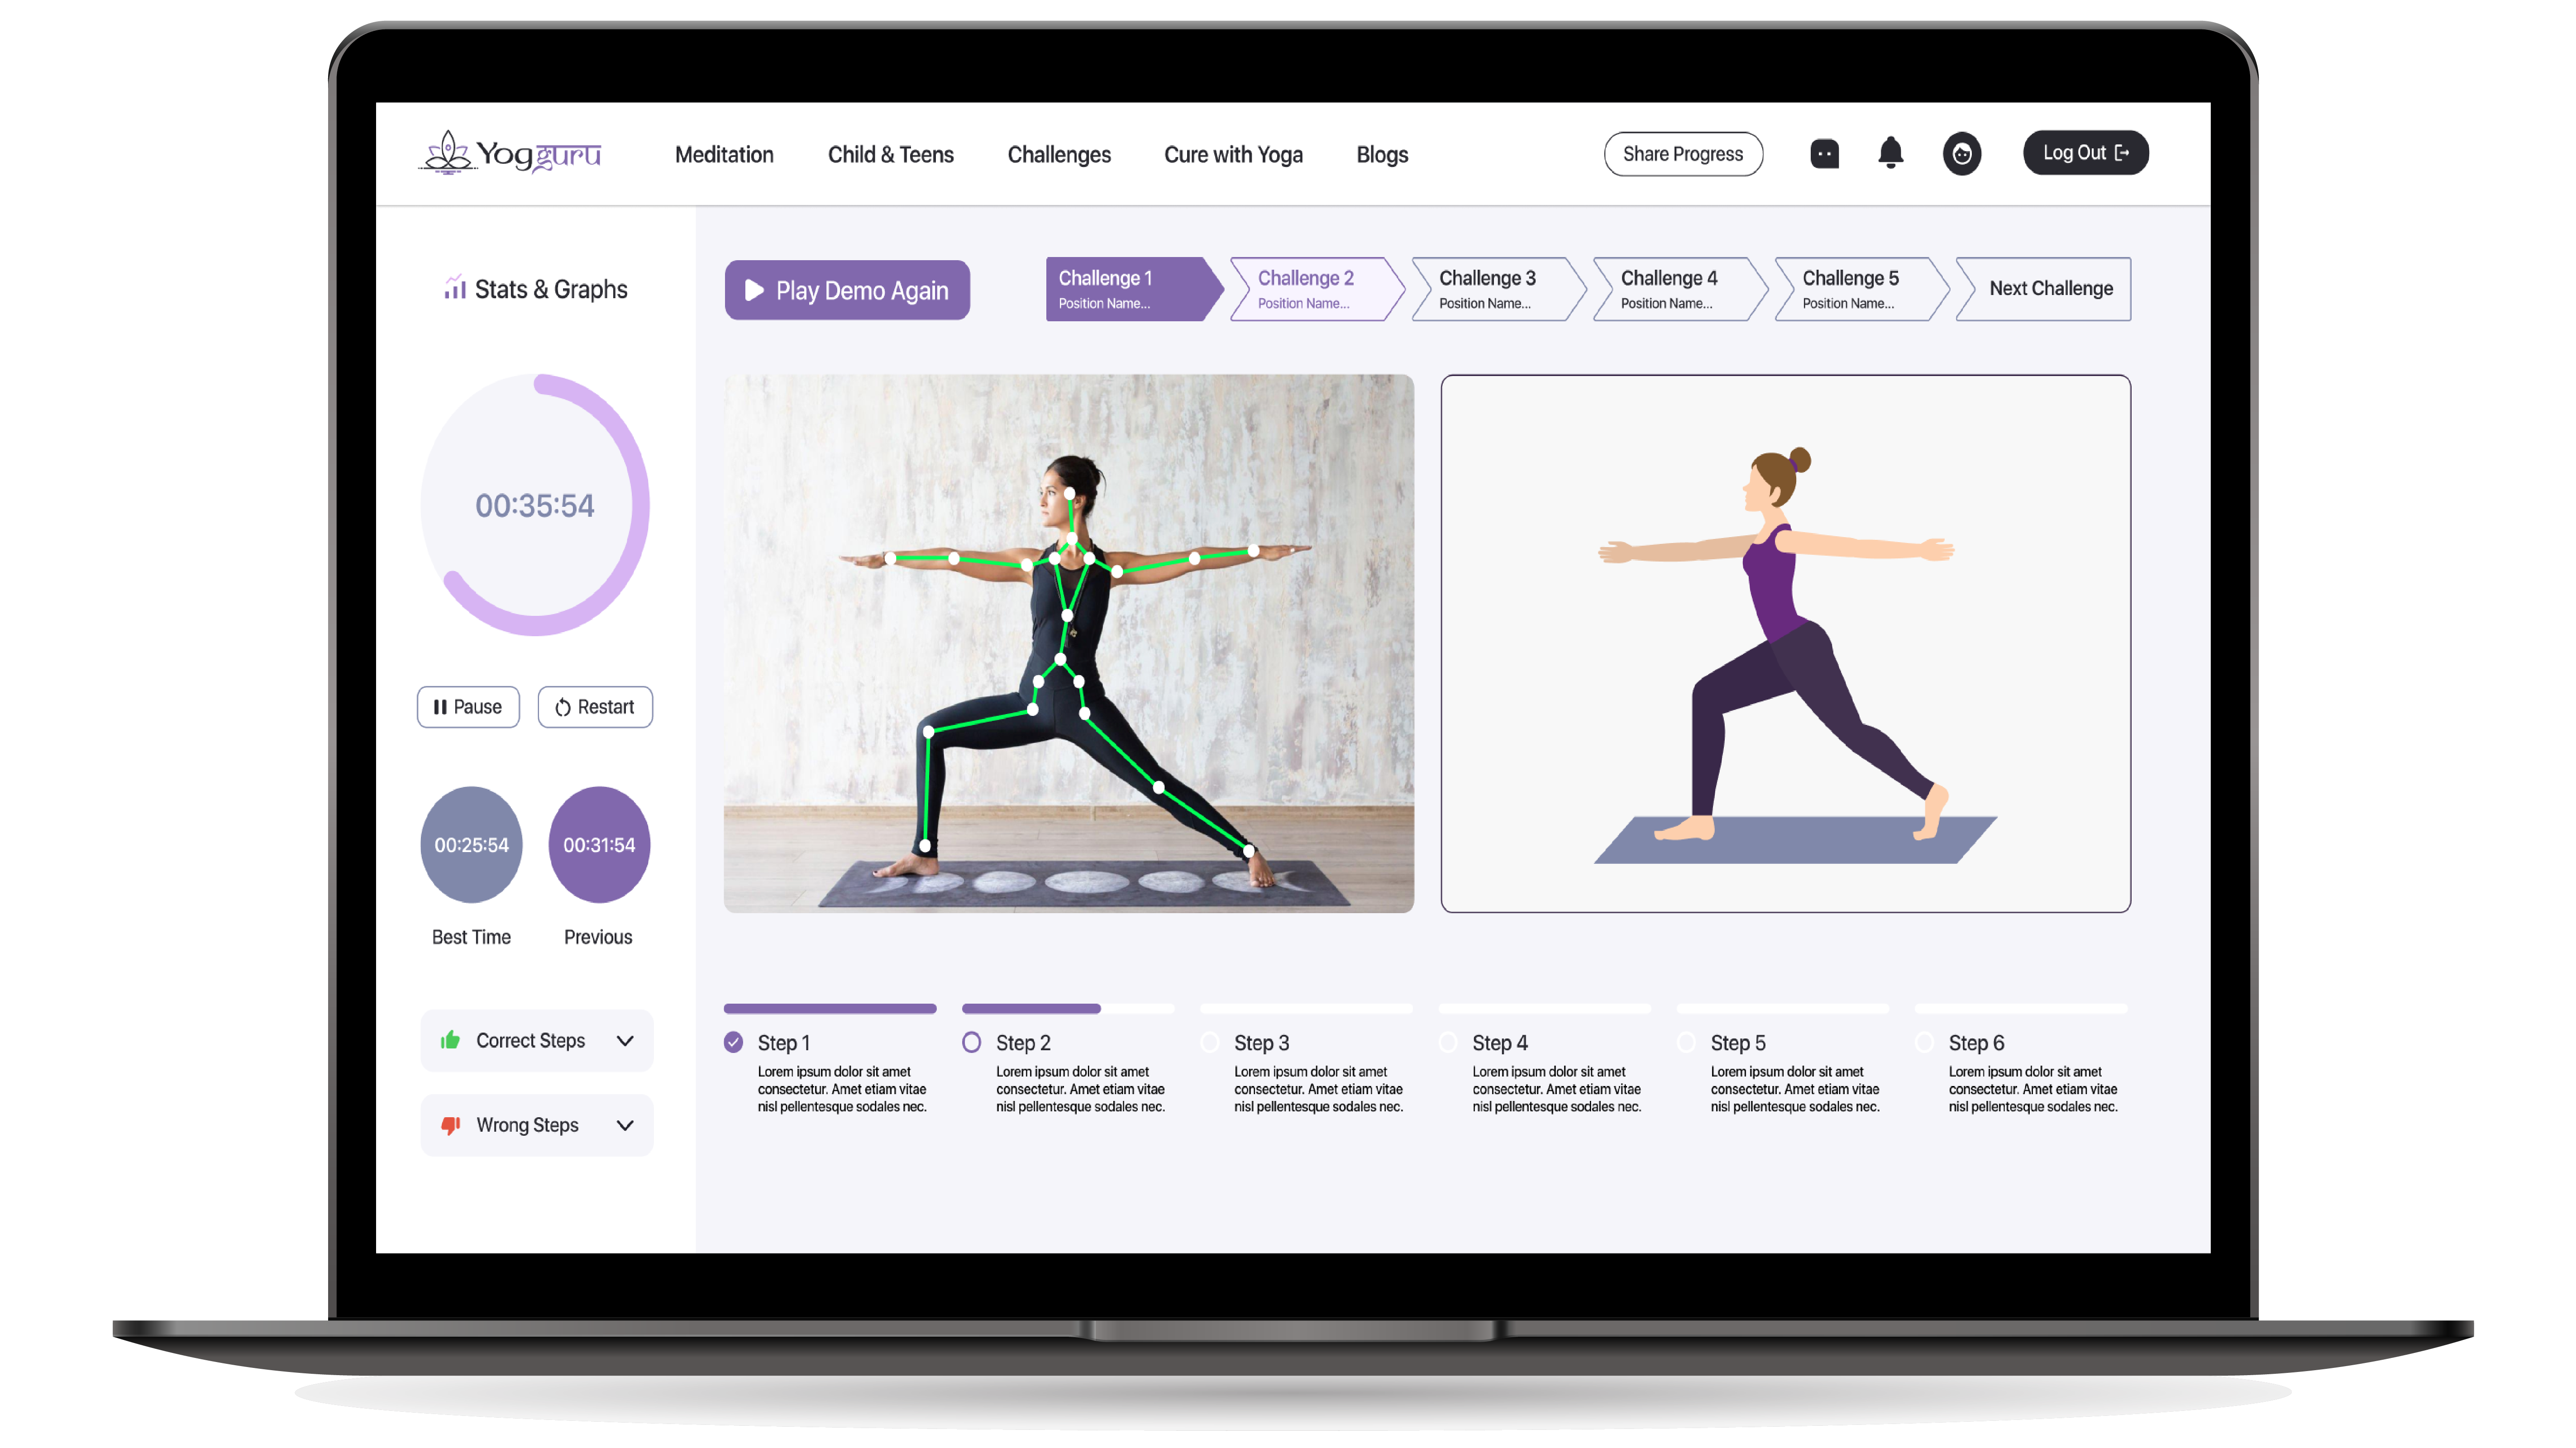 Yogguru
Meditation
Child & Teens
Challenges
Cure with Yoga
Blogs
Share Progress
Log Out
Stats & Graphs
00:35:54
Pause
Restart
00:25:54
00:31:54
Best Time
Previous
Correct Steps
Wrong Steps
Play Demo Again
Challenge 1
Position Name...
Challenge 2
Position Name...
Challenge 3
Position Name...
Challenge 4
Position Name...
Challenge 5
Position Name...
Next Challenge
Step 1
Lorem ipsum dolor sit amet
consectetur. Amet etiam vitae
nisl pellentesque sodales nec.
Step 2
Lorem ipsum dolor sit amet
consectetur. Amet etiam vitae
nisl pellentesque sodales nec.
Step 3
Lorem ipsum dolor sit amet
consectetur. Amet etiam vitae
nisl pellentesque sodales nec.
Step 4
Lorem ipsum dolor sit amet
consectetur. Amet etiam vitae
nisl pellentesque sodales nec.
Step 5
Lorem ipsum dolor sit amet
consectetur. Amet etiam vitae
nisl pellentesque sodales nec.
Step 6
Lorem ipsum dolor sit amet
consectetur. Amet etiam vitae
nisl pellentesque sodales nec.